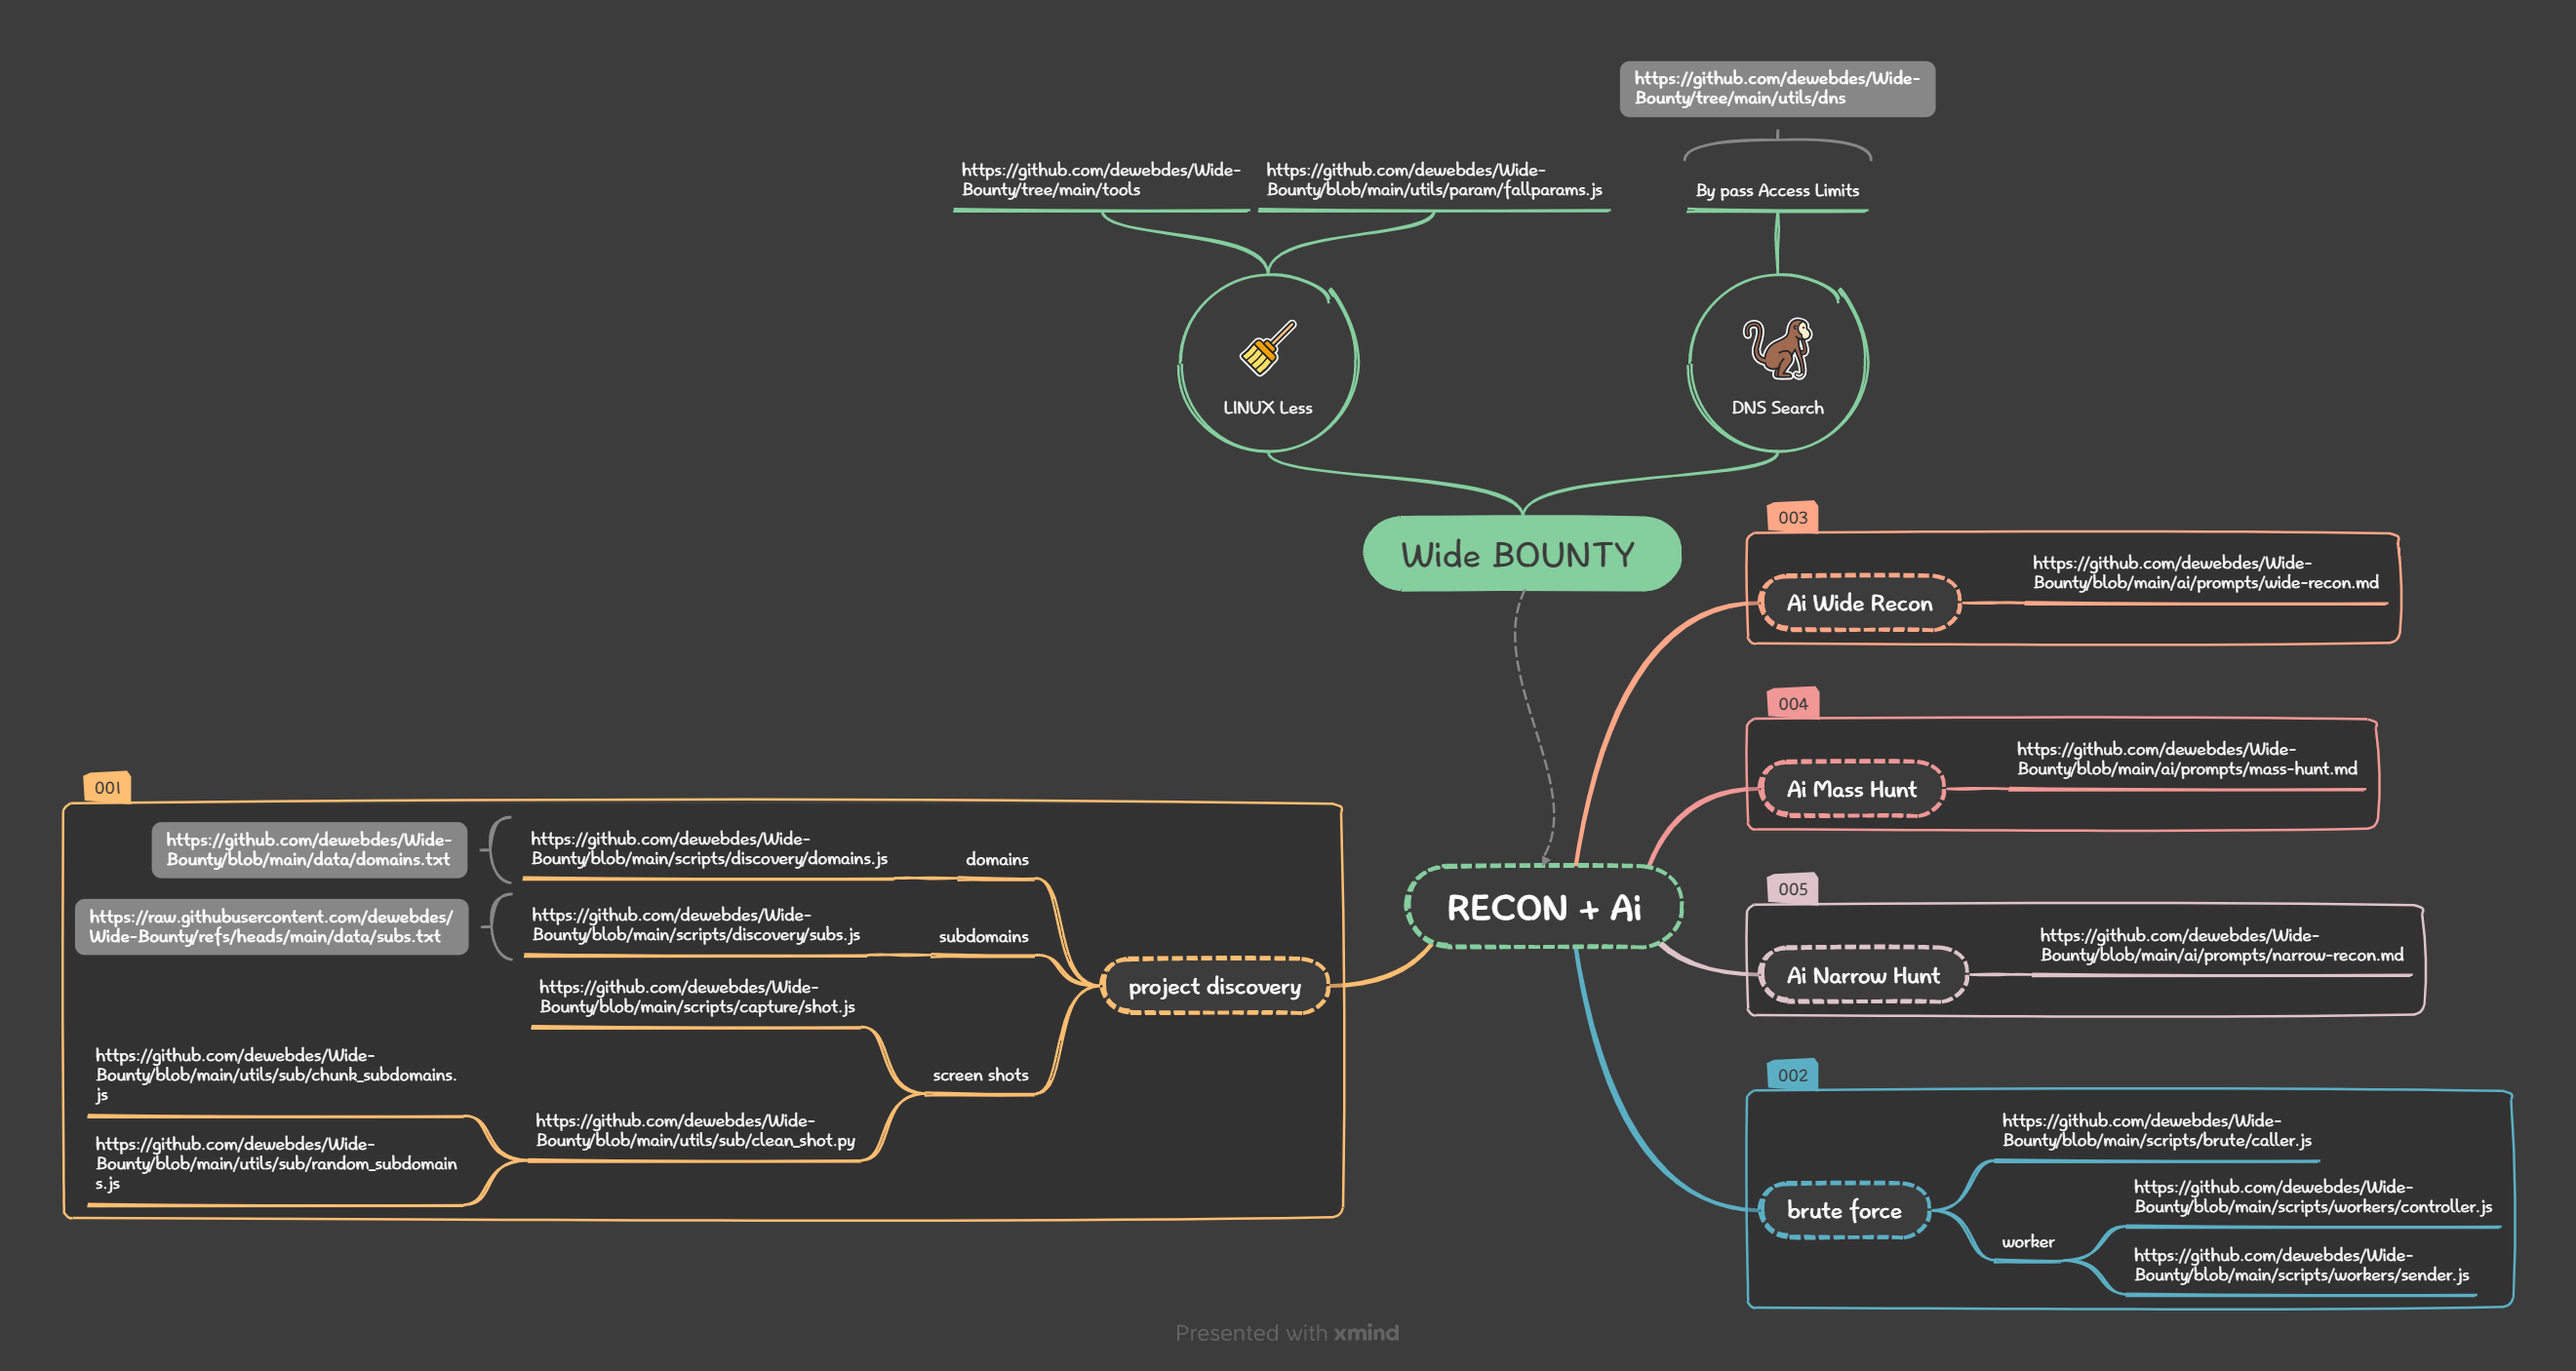 https://github.com/dewebdes/Wide-
Bounty/tree/main/utils/dns
https://github.com/dewebdes/Wide-
Bounty/tree/main/tools
https://github.com/dewebdes/Wide-
Bounty/blob/main/utils/param/fallparams.js
By pass Access Limits
LINUX Less
DNS Search
Wide BOUNTY
003
Ai Wide Recon
https://github.com/dewebdes/Wide-
Bounty/blob/main/ai/prompts/wide-recon.md
004
Ai Mass Hunt
https://github.com/dewebdes/Wide-
Bounty/blob/main/ai/prompts/mass-hunt.md
RECON + Ai
005
Ai Narrow Hunt
https://github.com/dewebdes/Wide-
Bounty/blob/main/ai/prompts/narrow-recon.md
002
brute force
https://github.com/dewebdes/Wide-
Bounty/blob/main/scripts/brute/caller.js
worker
https://github.com/dewebdes/Wide-
Bounty/blob/main/scripts/workers/controller.js
https://github.com/dewebdes/Wide-
Bounty/blob/main/scripts/workers/sender.js
001
project discovery
domains
https://github.com/dewebdes/Wide-
Bounty/blob/main/scripts/discovery/domains.js
https://github.com/dewebdes/Wide-
Bounty/blob/main/data/domains.txt
subdomains
https://github.com/dewebdes/Wide-
Bounty/blob/main/scripts/discovery/subs.js
https://raw.githubusercontent.com/dewebdes/
Wide-Bounty/refs/heads/main/data/subs.txt
screen shots
https://github.com/dewebdes/Wide-
Bounty/blob/main/scripts/capture/shot.js
https://github.com/dewebdes/Wide-
Bounty/blob/main/utils/sub/clean_shot.py
https://github.com/dewebdes/Wide-
Bounty/blob/main/utils/sub/chunk_subdomains.
js
https://github.com/dewebdes/Wide-
Bounty/blob/main/utils/sub/random_subdomain
s.js
Presented with xmind